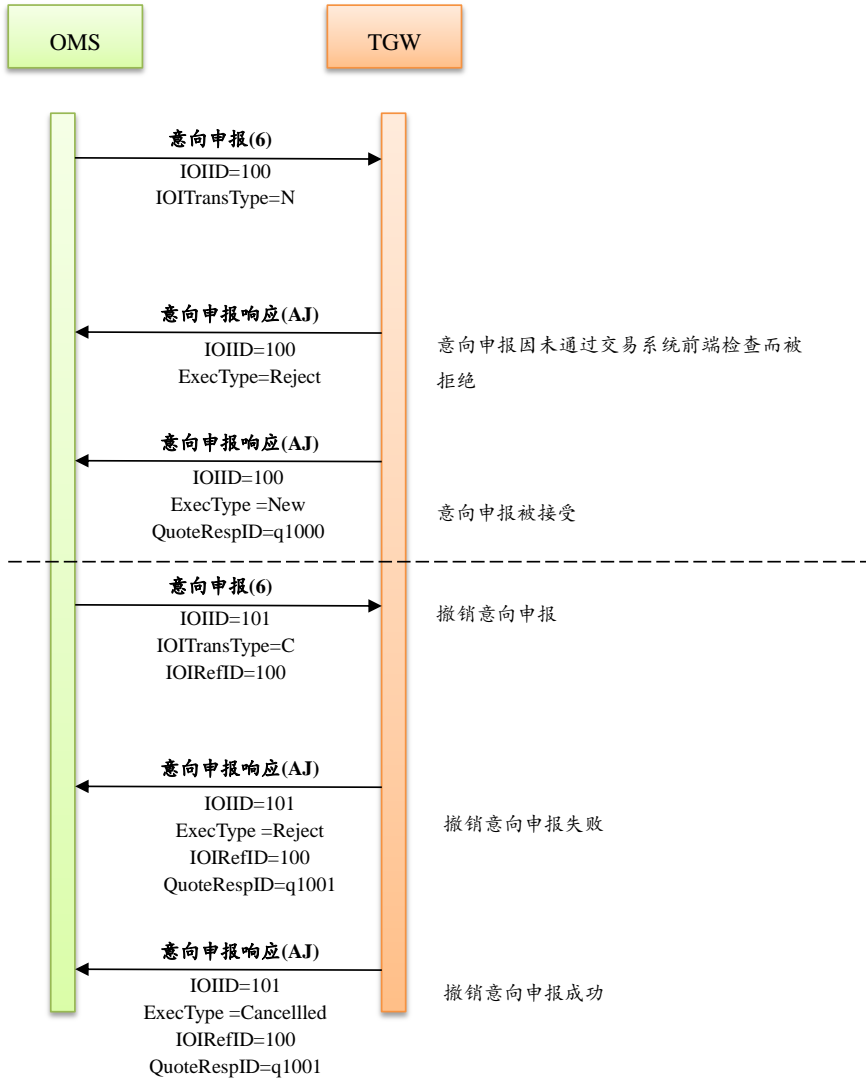 OMS
TGW
意向申报(6)
IOIID=100
IOITransType=N
意向申报响应(AJ)
IOIID=100
ExecType=Reject
意向申报因未通过交易系统前端检查而被
拒绝
意向申报响应(AJ)
IOIID=100
ExecType =New
QuoteRespID=q1000
意向申报被接受
意向申报(6)
IOIID=101
IOITransType=C
IOIRefID=100
撤销意向申报
意向申报响应(AJ)
IOIID=101
ExecType =Reject
IOIRefID=100
QuoteRespID=q1001
撤销意向申报失败
意向申报响应(AJ)
IOIID=101
ExecType =Cancellled
IOIRefID=100
QuoteRespID=q1001
撤销意向申报成功